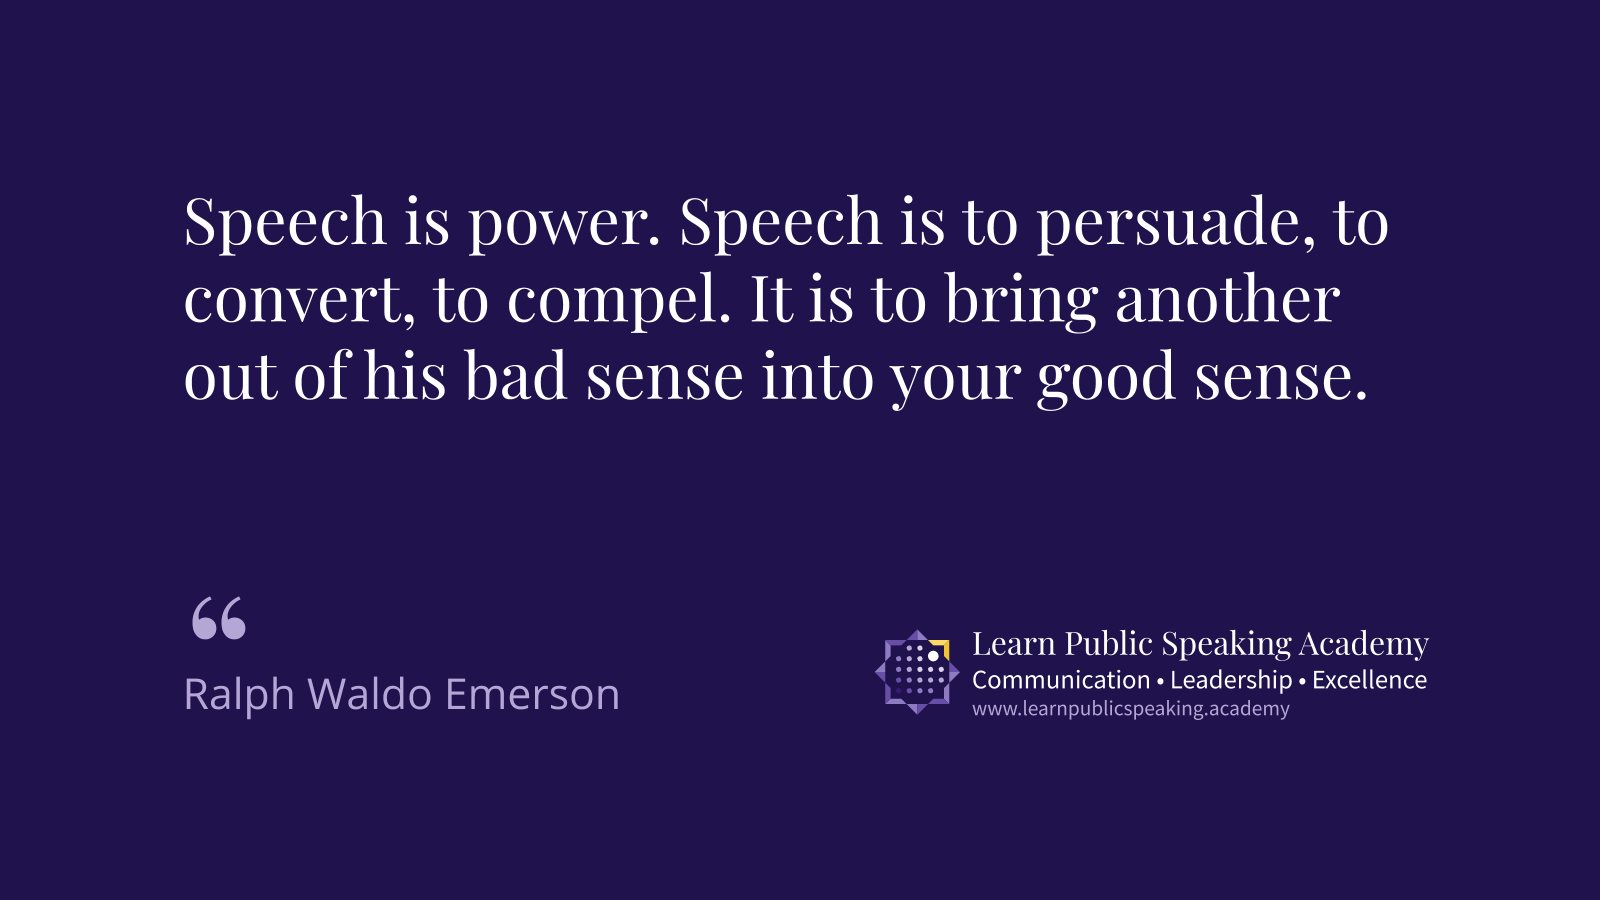 Speech is power. Speech is to persuade, to
convert, to compel. It is to bring another
out of his bad sense into your good sense.
“
Ralph Waldo Emerson
Learn Public Speaking Academy
Communication • Leadership • Excellence
www.learnpublicspeaking.academy